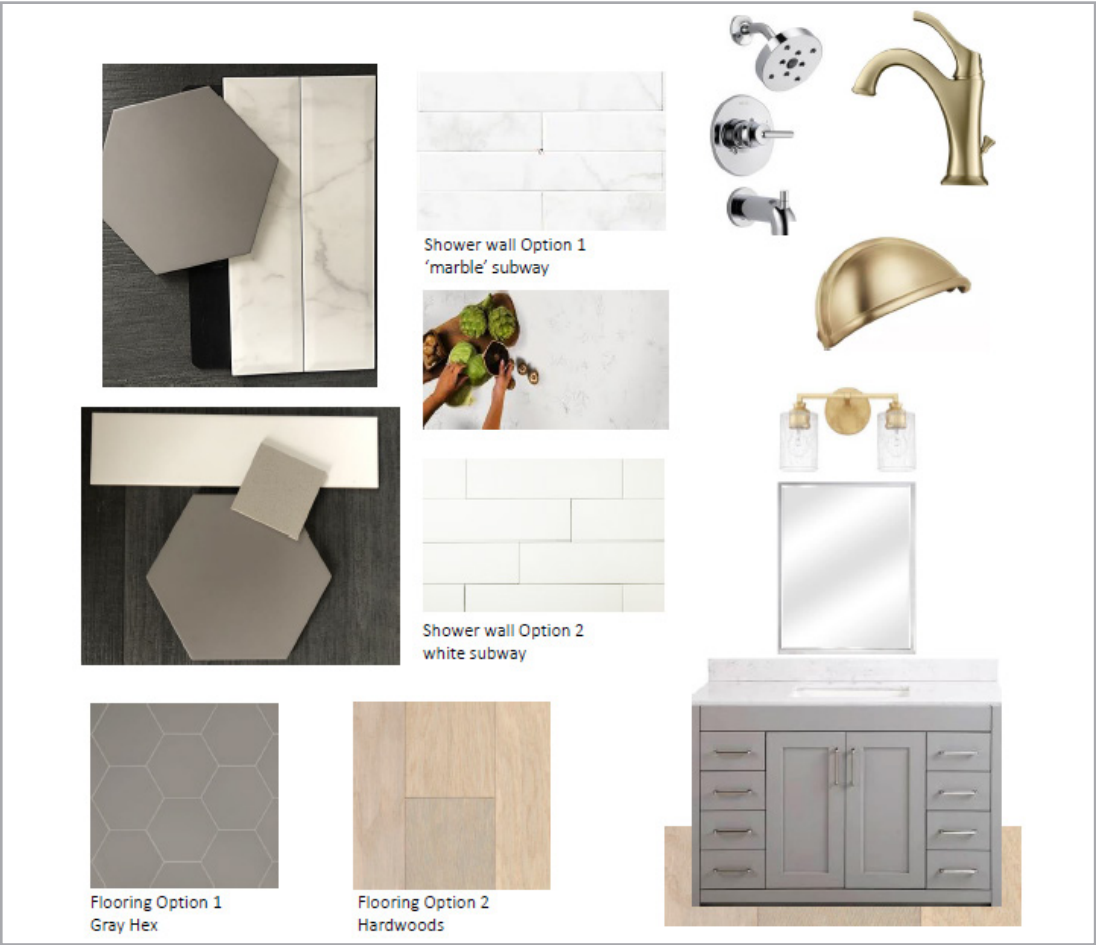 Shower wall Option 1
‘marble’ subway
Shower wall Option 2
white subway
Flooring Option 1
Gray Hex
Flooring Option 2
Hardwoods